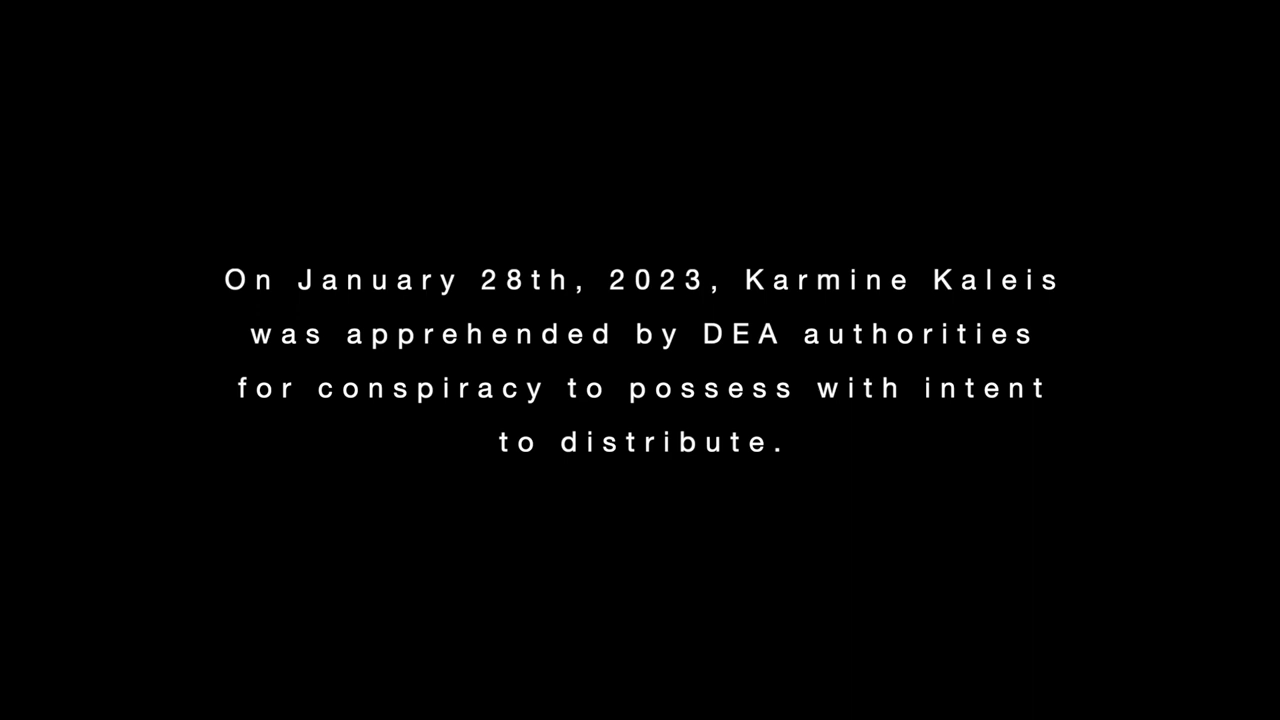 On January 28th, 2023, Karmine Kaleis
was apprehended by DEA authorities
for conspiracy to possess with intent
to distribute.